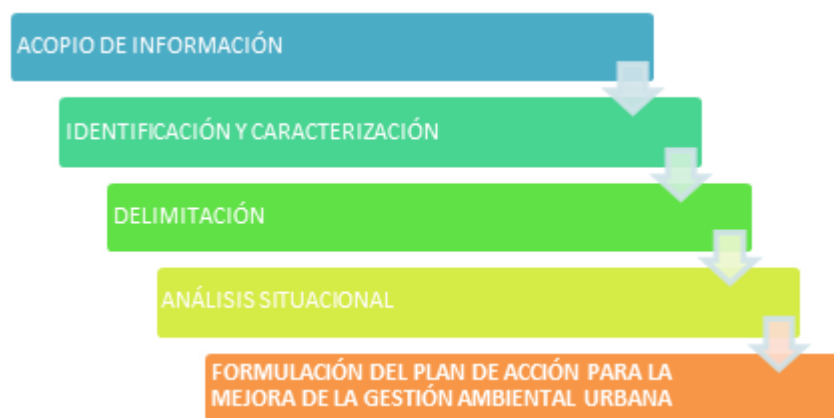 ACOPIO DE INFORMACIÓN
IDENTIFICACIÓN Y CARACTERIZACIÓN
DELIMITACIÓN
ANÁLISIS SITUACIONAL
FORMULACIÓN DEL PLAN DE ACCIÓN PARA LA
MEJORA DE LA GESTIÓN AMBIENTAL URBANA